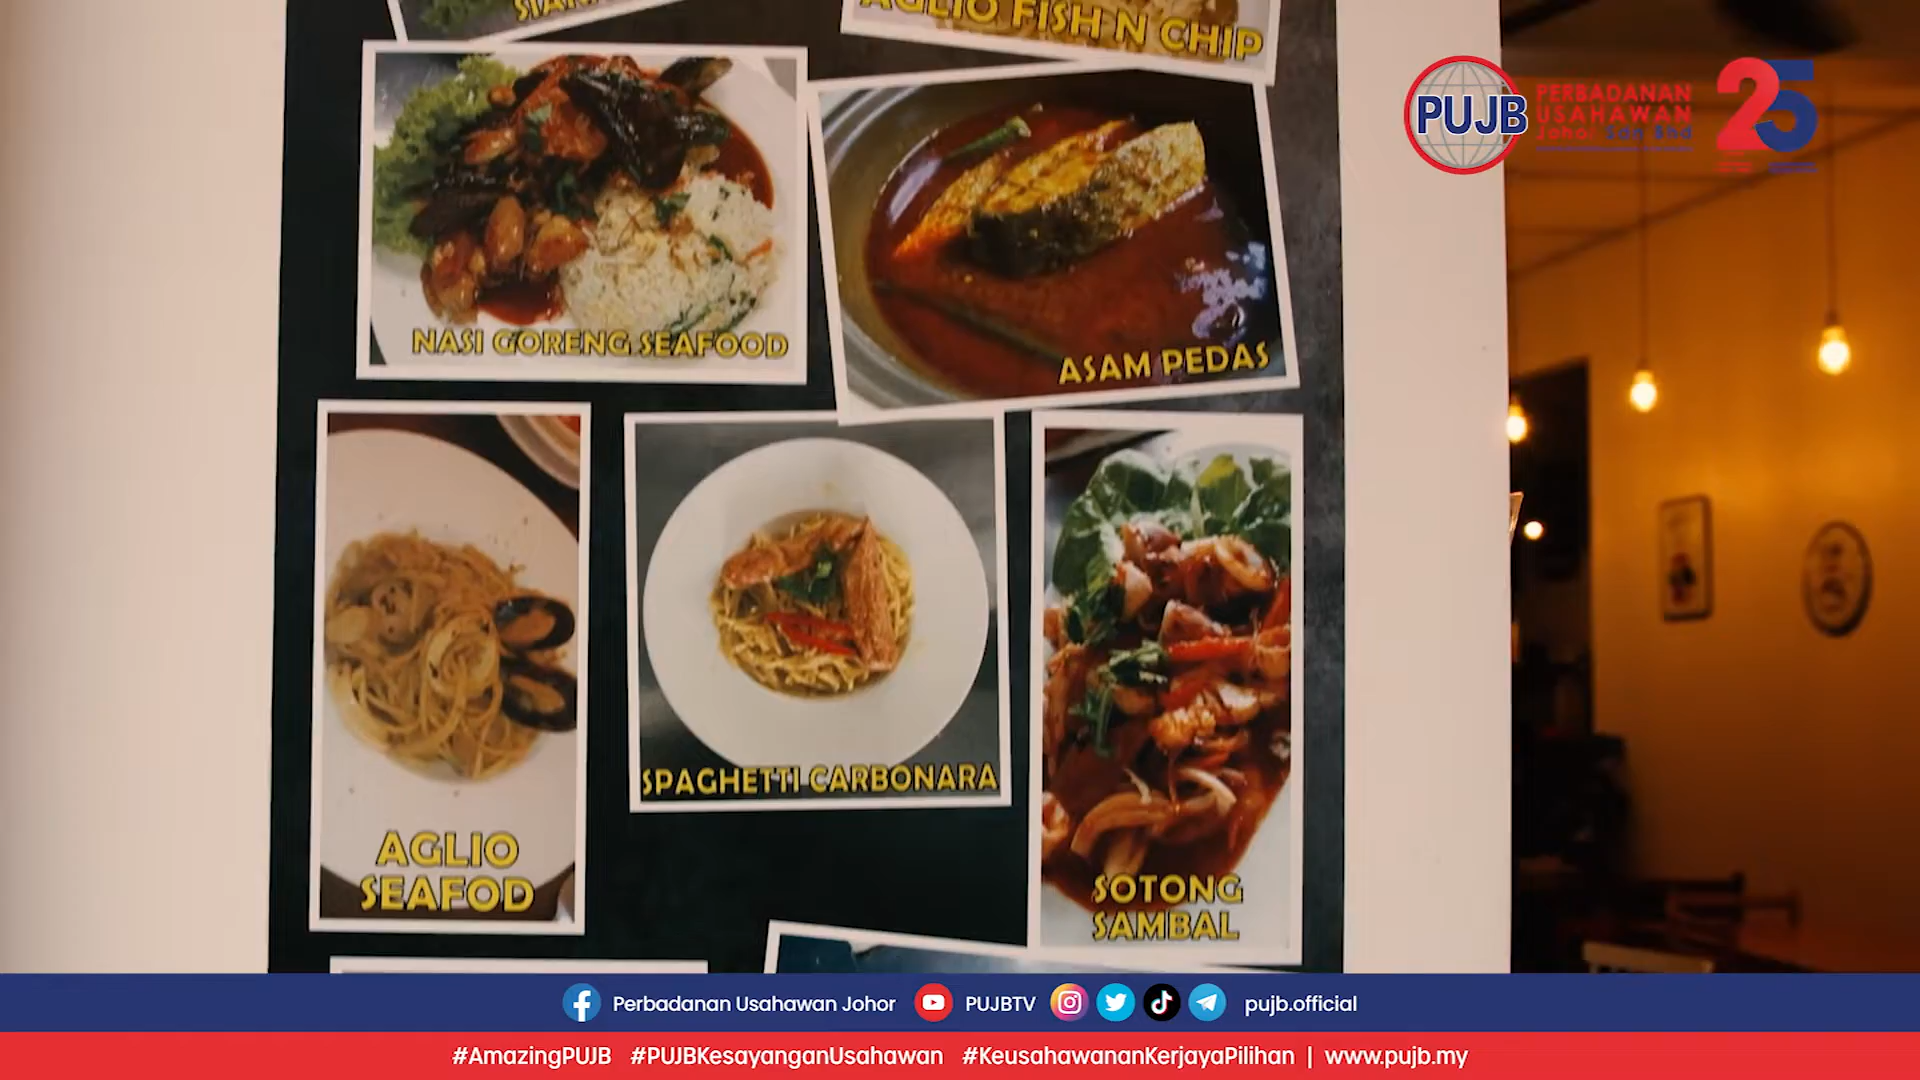 AGLIO FISH N CHIP
PUJB
PERBADANAN
USAHAWAN
Johor Sdn Bhd
25
NASI GORENG SEAFOOD
ASAM PEDAS
SPAGHETTI CARBONARA
AGLIO
SEAFOD
SOTONG
SAMBAL
Perbadanan Usahawan Johor PUJBTV pujb.official
#AmazingPUJB #PUJBKesayanganUsahawan #KeusahawananKerjayaPilihan | www.pujb.my